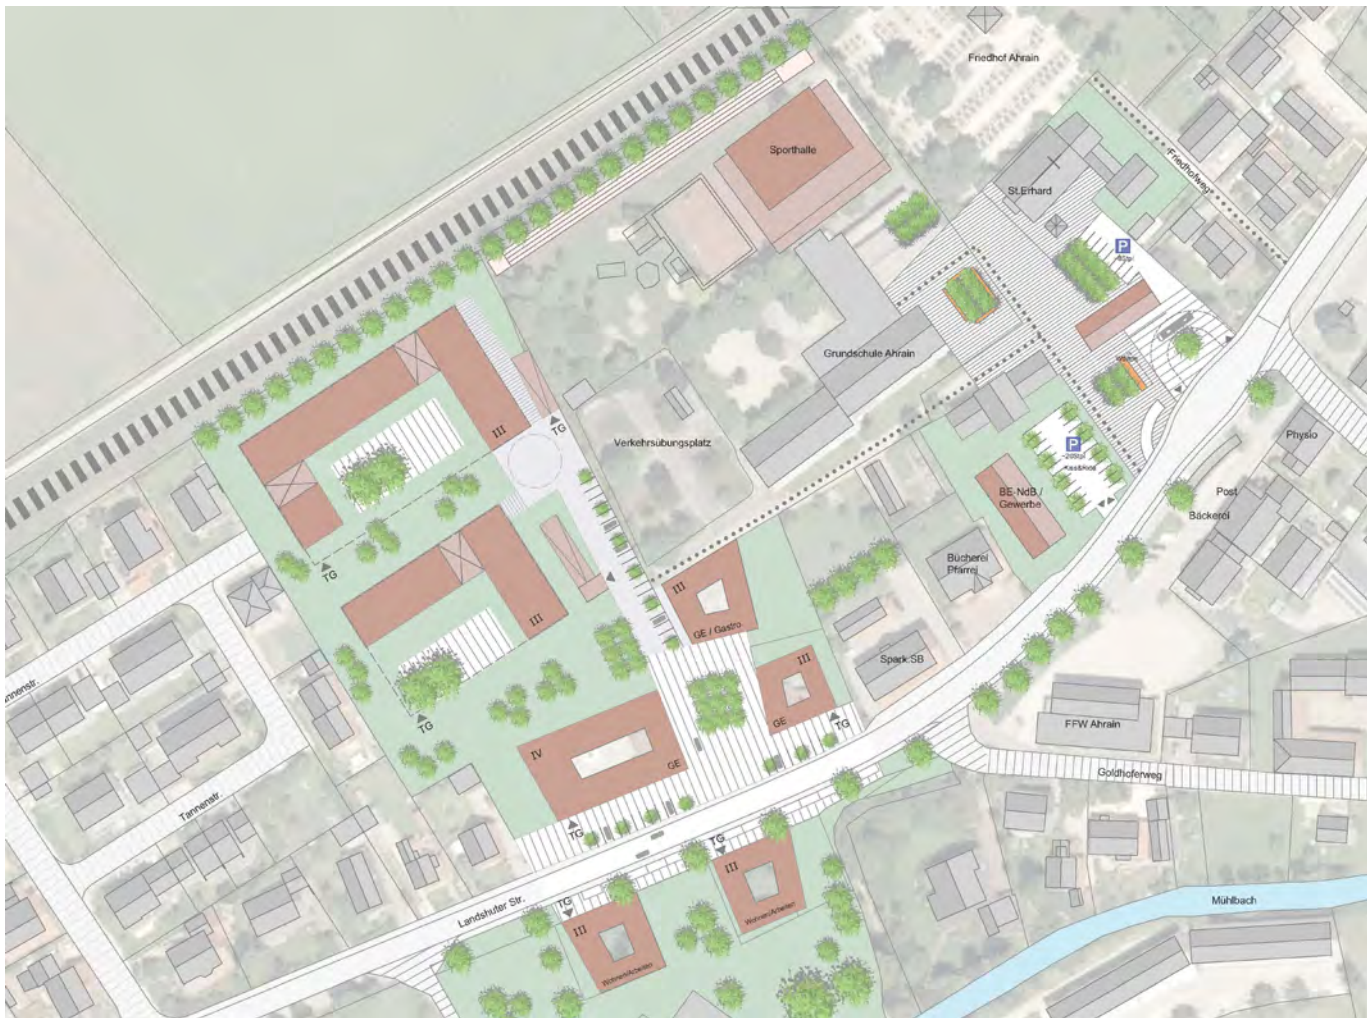 Friedhof Ahrain
Sporthalle
Friedhofweg
St.Erhard
P
P
Grundschule Ahrain
III
TG
Verkehrsübungsplatz
Physio
Post
Bäckerei
BE-NdB /
Gewerbe
Bücherei
Pfarrei
TG
III
III
GE / Gastro
III
Spark.SB
GE
TG
TG
IV
GE
TG
FFW Ahrain
Goldhoferweg
Tannenstr.
TG
III
Wohnen/Arbeiten
Landshuter Str.
TG
III
Wohnen/Arbeiten
Mühlbach